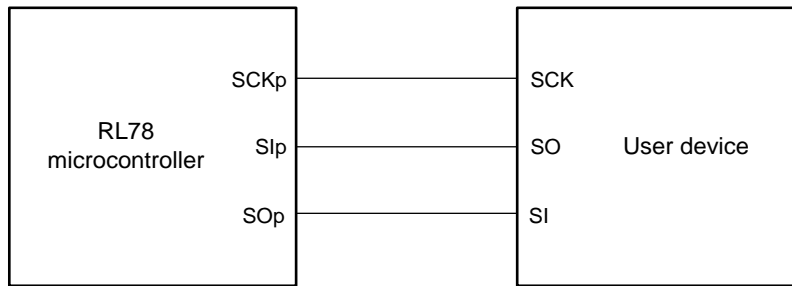 SCKp SCK
RL78
microcontroller
SIp SO
User device
SOp SI